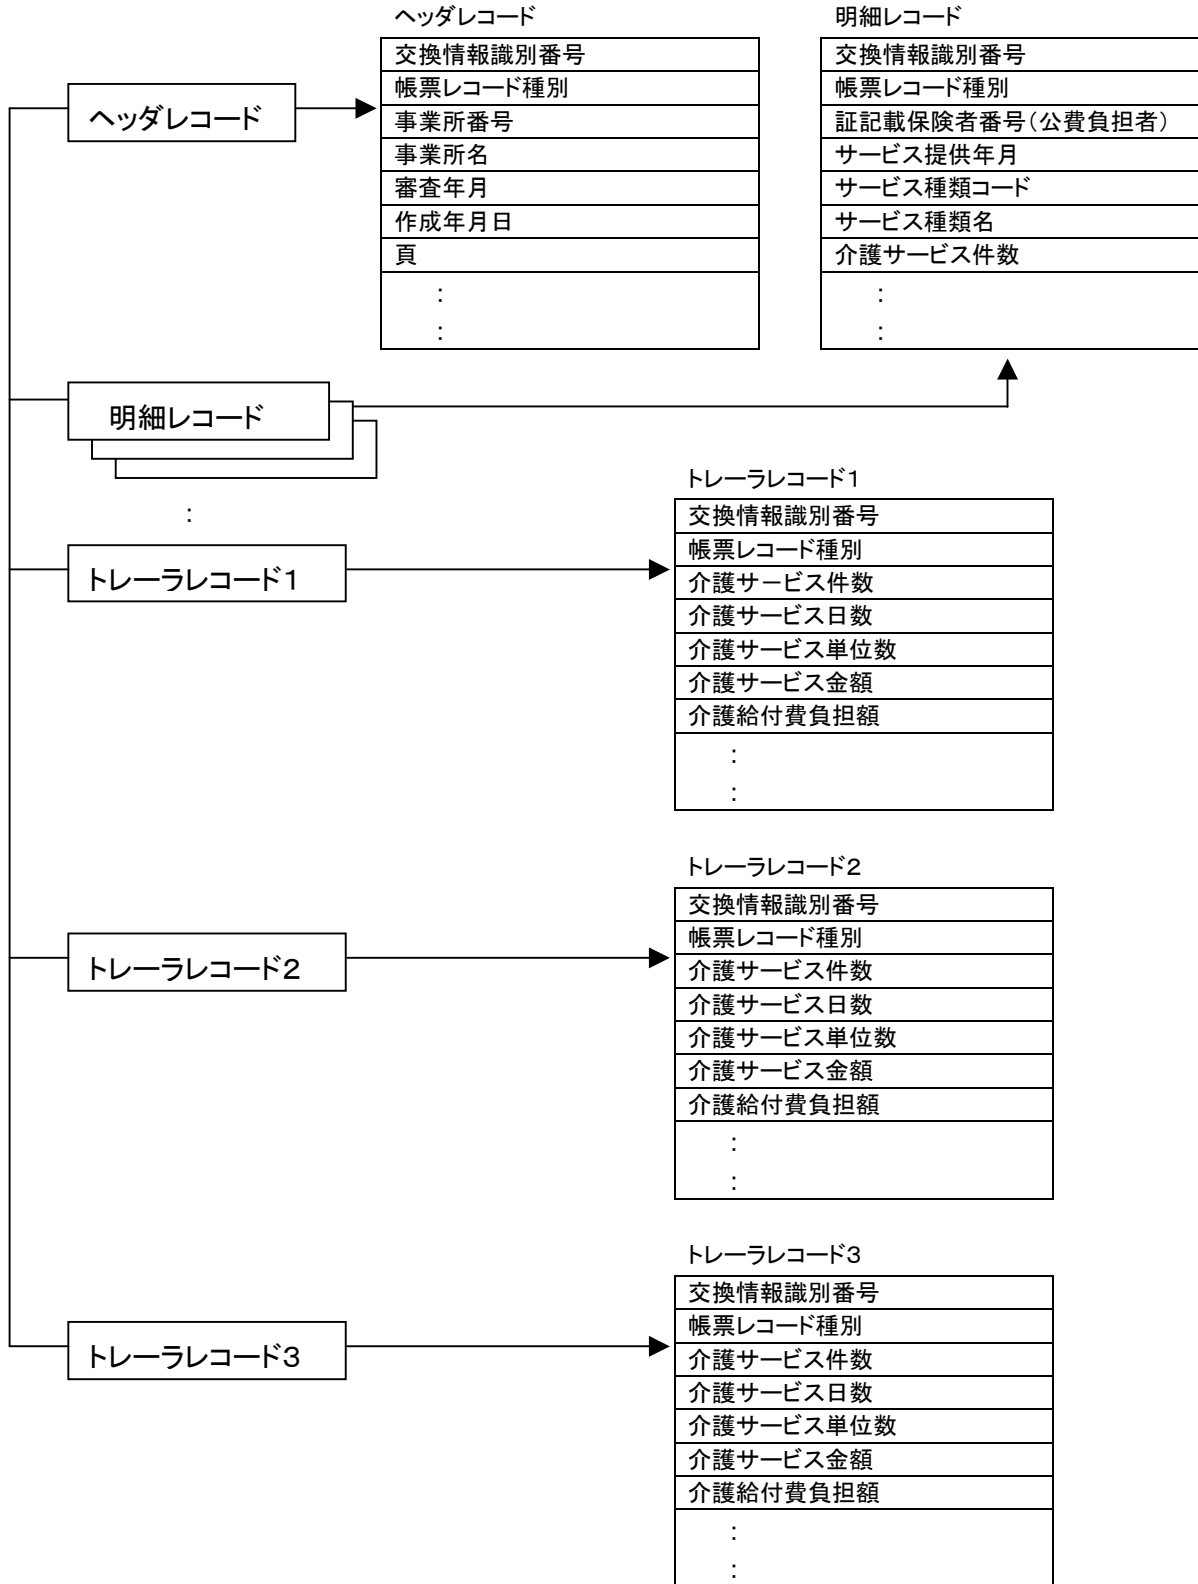 ヘッダレコード
交換情報識別番号
帳票レコード種別
事業所番号
事業所名
審査年月
作成年月日
頁
:
:
明細レコード
交換情報識別番号
帳票レコード種別
証記載保険者番号(公費負担者)
サービス提供年月
サービス種類コード
サービス種類名
介護サービス件数
:
:
ヘッダレコード
明細レコード
:
トレーラレコード1
トレーラレコード1
交換情報識別番号
帳票レコード種別
介護サービス件数
介護サービス日数
介護サービス単位数
介護サービス金額
介護給付費負担額
:
:
トレーラレコード2
トレーラレコード2
交換情報識別番号
帳票レコード種別
介護サービス件数
介護サービス日数
介護サービス単位数
介護サービス金額
介護給付費負担額
:
:
トレーラレコード3
トレーラレコード3
交換情報識別番号
帳票レコード種別
介護サービス件数
介護サービス日数
介護サービス単位数
介護サービス金額
介護給付費負担額
:
: